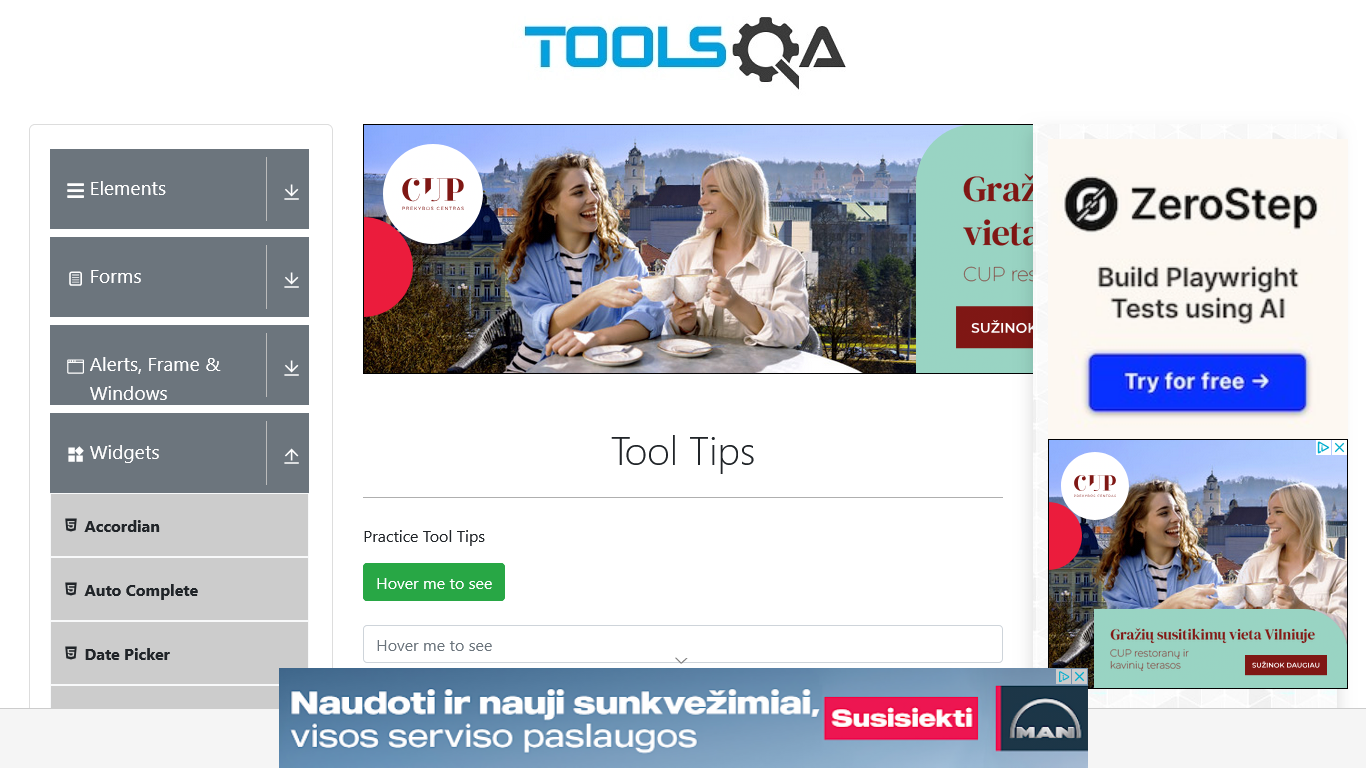 TOOLSQA
Elements
Forms
Alerts, Frame &
Windows
Widgets
Accordian
Auto Complete
Date Picker
CUP
PREKYBOS CENTRAS
vieta
SUŽINOK
Tool Tips
Practice Tool Tips
Hover me to see
Hover me to see
ZeroStep
Build Playwright
Tests using AI
Try for free →
CUP
PREKYBOS CENTRAS
Gražių susitikimų vieta Vilniuje
CUP restoranų ir
kavinių terasos
SUŽINOK DAUGIAU
Naudoti ir nauji sunkvežimiai,
visos serviso paslaugos
Susisiekti
MAN